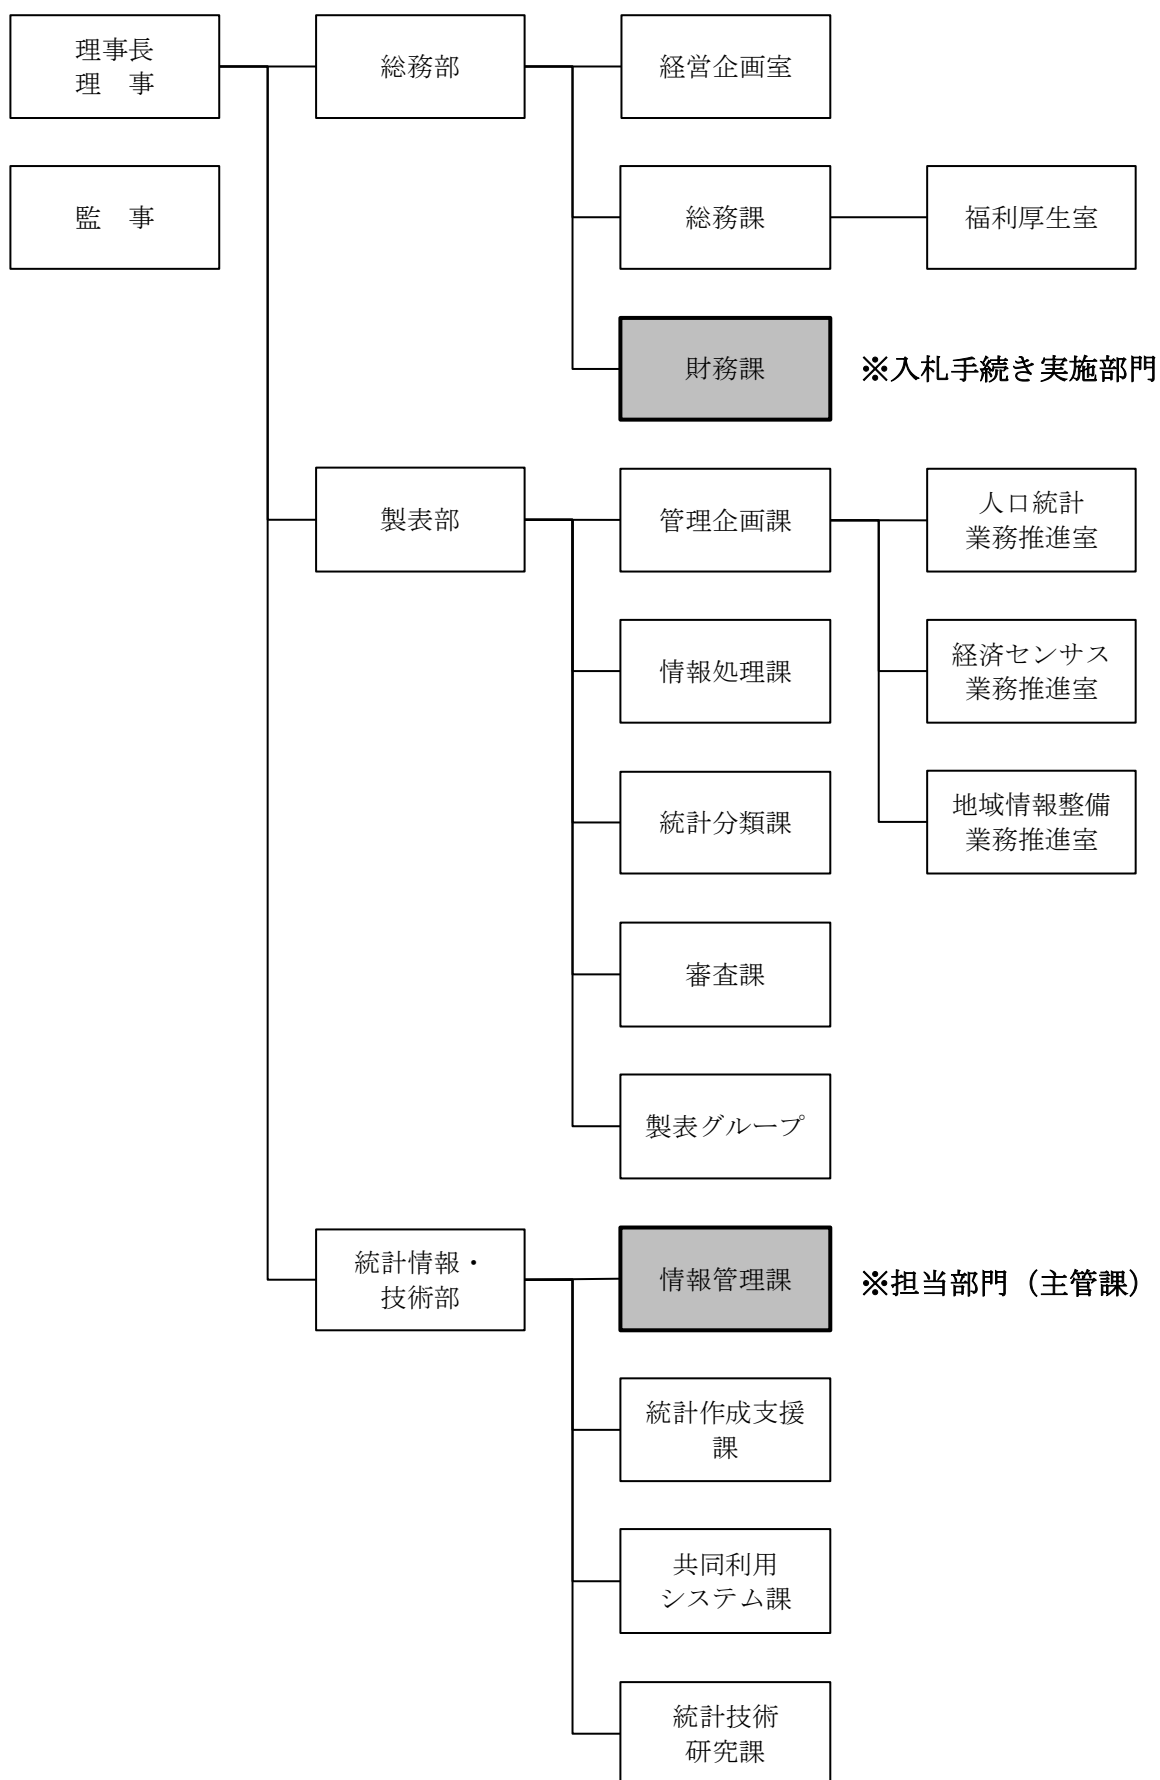 理事長
理　事
総務部
経営企画室
監　事
総務課
福利厚生室
財務課
※入札手続き実施部門
製表部
管理企画課
人口統計
業務推進室
情報処理課
経済センサス
業務推進室
統計分類課
地域情報整備
業務推進室
審査課
製表グループ
統計情報・
技術部
情報管理課
※担当部門（主管課）
統計作成支援
課
共同利用
システム課
統計技術
研究課